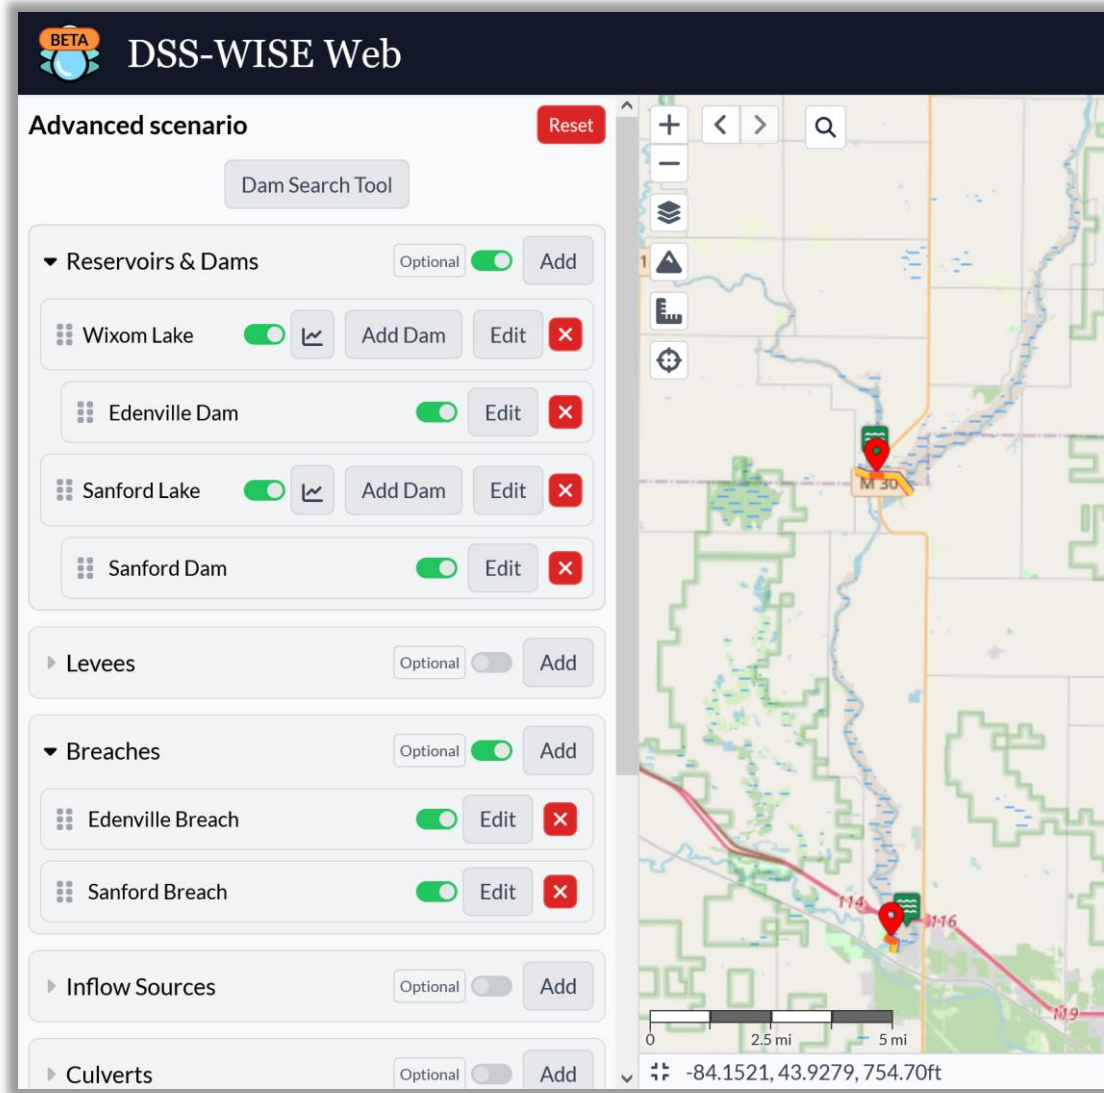 BETA
DSS-WISE Web
Advanced scenario
Reset
Dam Search Tool
Reservoirs & Dams
Optional
Add
Wixom Lake
Add Dam
Edit
Edenville Dam
Edit
Sanford Lake
Add Dam
Edit
Sanford Dam
Edit
Levees
Optional
Add
Breaches
Optional
Add
Edenville Breach
Edit
Sanford Breach
Edit
Inflow Sources
Optional
Add
Culverts
Optional
Add
1
M 30
114
116
119
0
2.5 mi
5 mi
-84.1521, 43.9279, 754.70ft